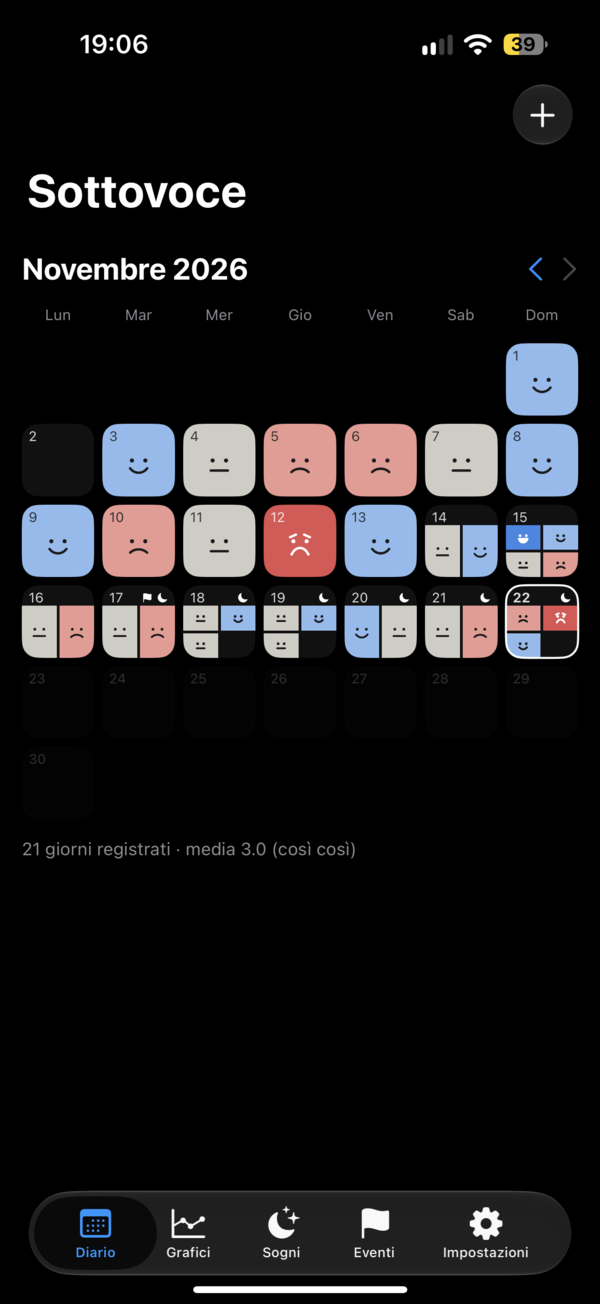 19:06
39
Sottovoce
Novembre 2026
Lun Mar Mer Gio Ven Sab Dom
1
2 3 4 5 6 7 8
9 10 11 12 13 14 15
16 17 18 19 20 21 22
23 24 25 26 27 28 29
30
21 giorni registrati · media 3.0 (così così)
Diario Grafici Sogni Eventi Impostazioni